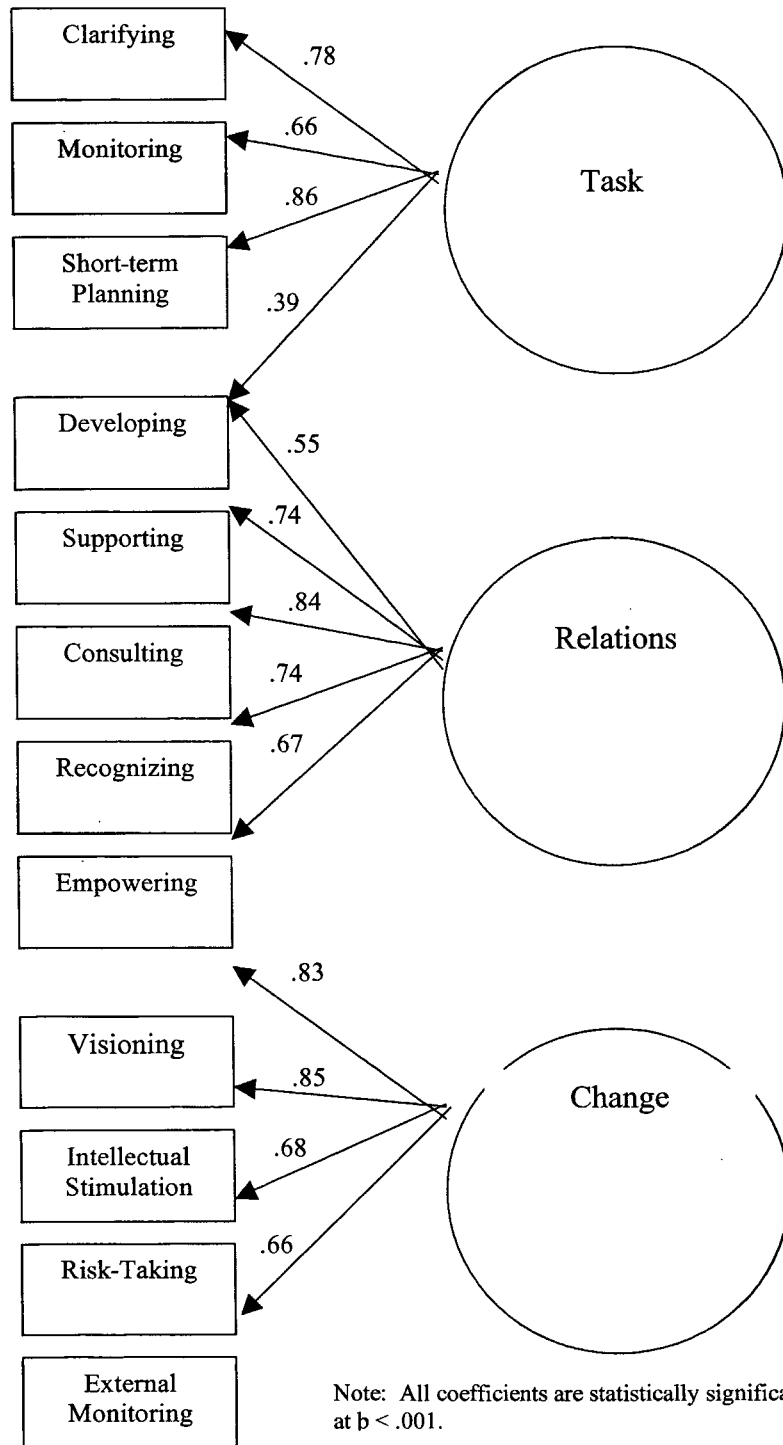 Clarifying
.78
Monitoring
.66
Task
.86
Short-term
Planning
.39
Developing
.55
.74
Supporting
.84
Relations
Consulting
.74
.67
Recognizing
Empowering
.83
Visioning
.85
Change
Intellectual
Stimulation
.68
Risk-Taking
.66
External
Monitoring
Note: All coefficients are statistically significa
at b < .001.